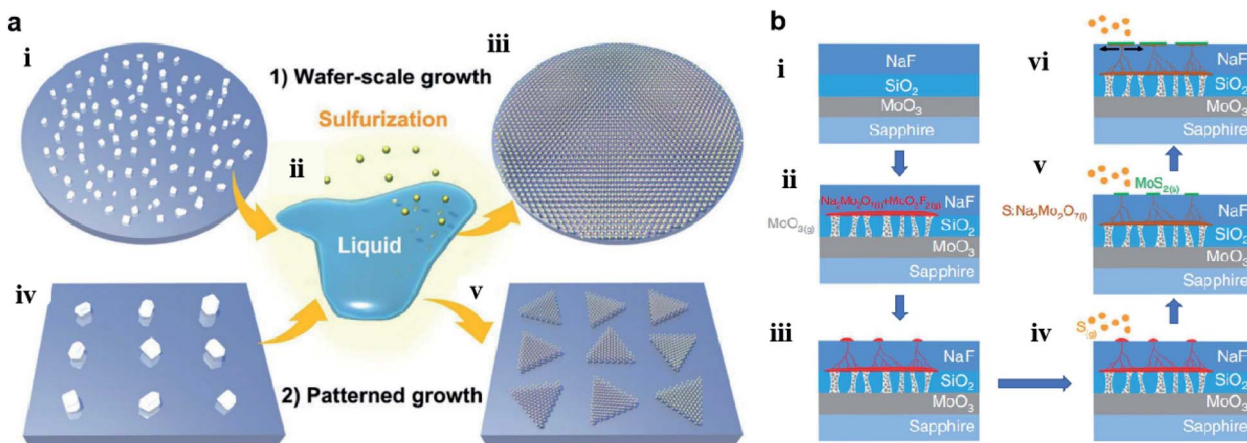 a
i
iii
1) Wafer-scale growth
Sulfurization
ii
Liquid
iv
v
2) Patterned growth
b
i
NaF
SiO₂
MoO₃
Sapphire
ii
MoO₃₍g₎
Na₂Mo₂O₇₍l₎+MoO₂F₂₍g₎
NaF
SiO₂
MoO₃
Sapphire
iii
NaF
SiO₂
MoO₃
Sapphire
iv
S₍g₎
NaF
SiO₂
MoO₃
Sapphire
v
MoS₂₍s₎
S:Na₂Mo₂O₇₍l₎
NaF
SiO₂
MoO₃
Sapphire
vi
NaF
SiO₂
MoO₃
Sapphire